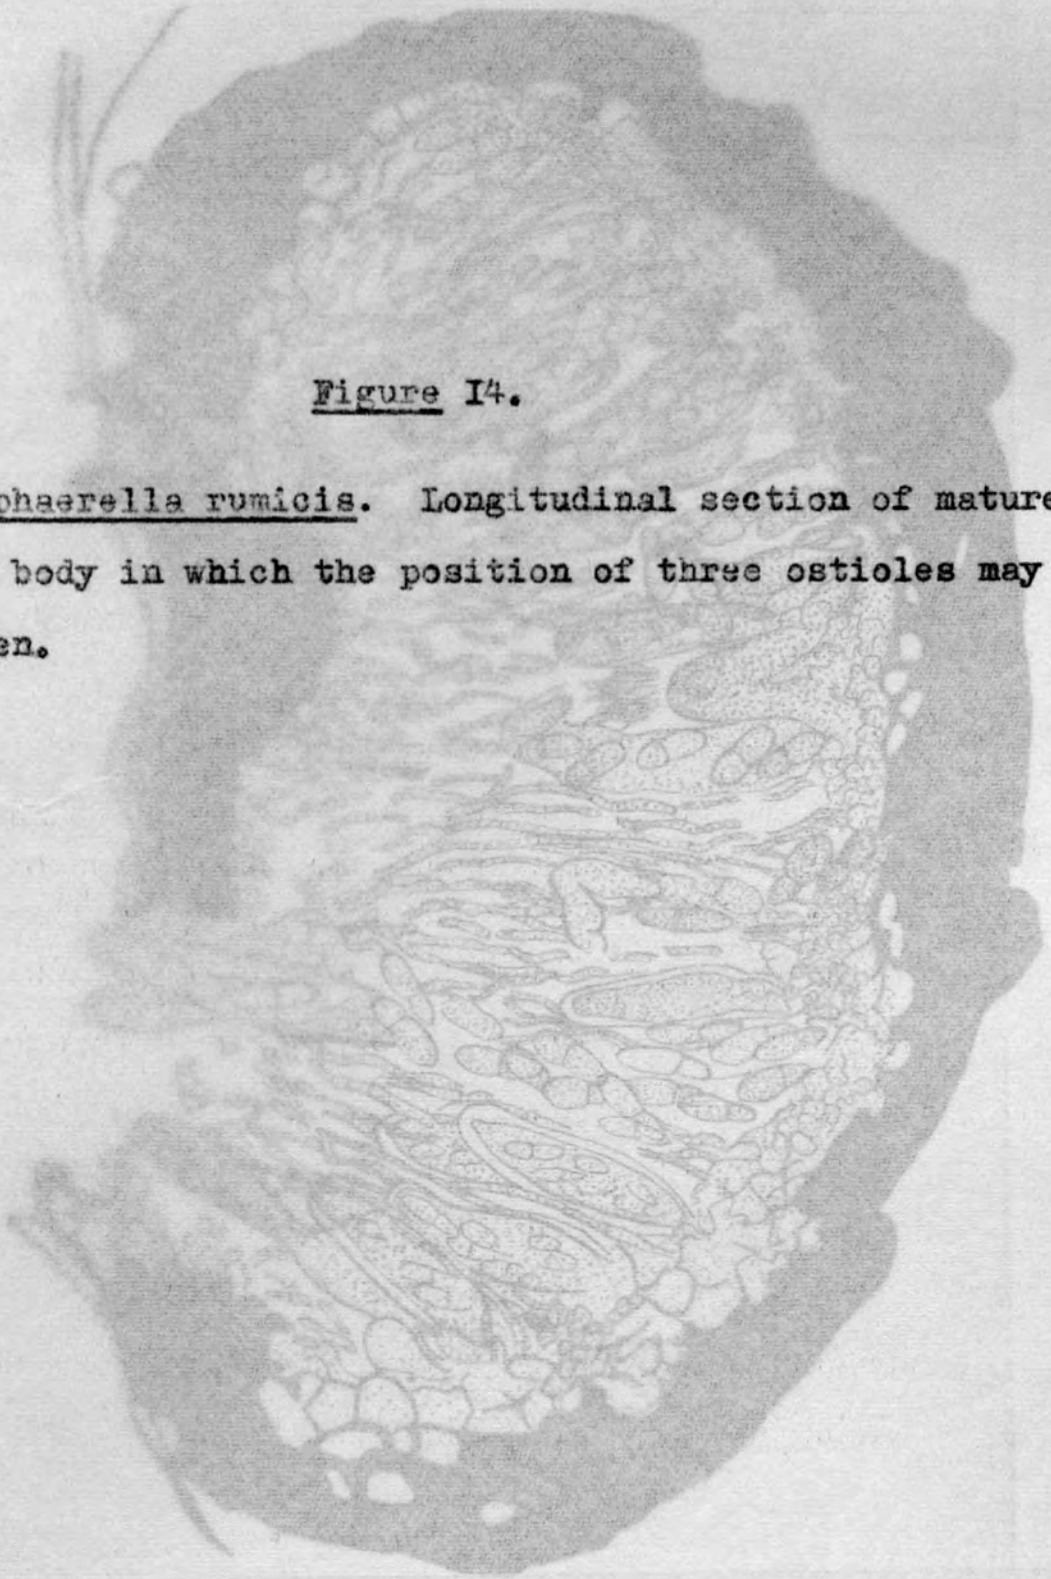 Figure I4.
phaerella rumicis. Longitudinal section of mature
body in which the position of three ostioles may
en.